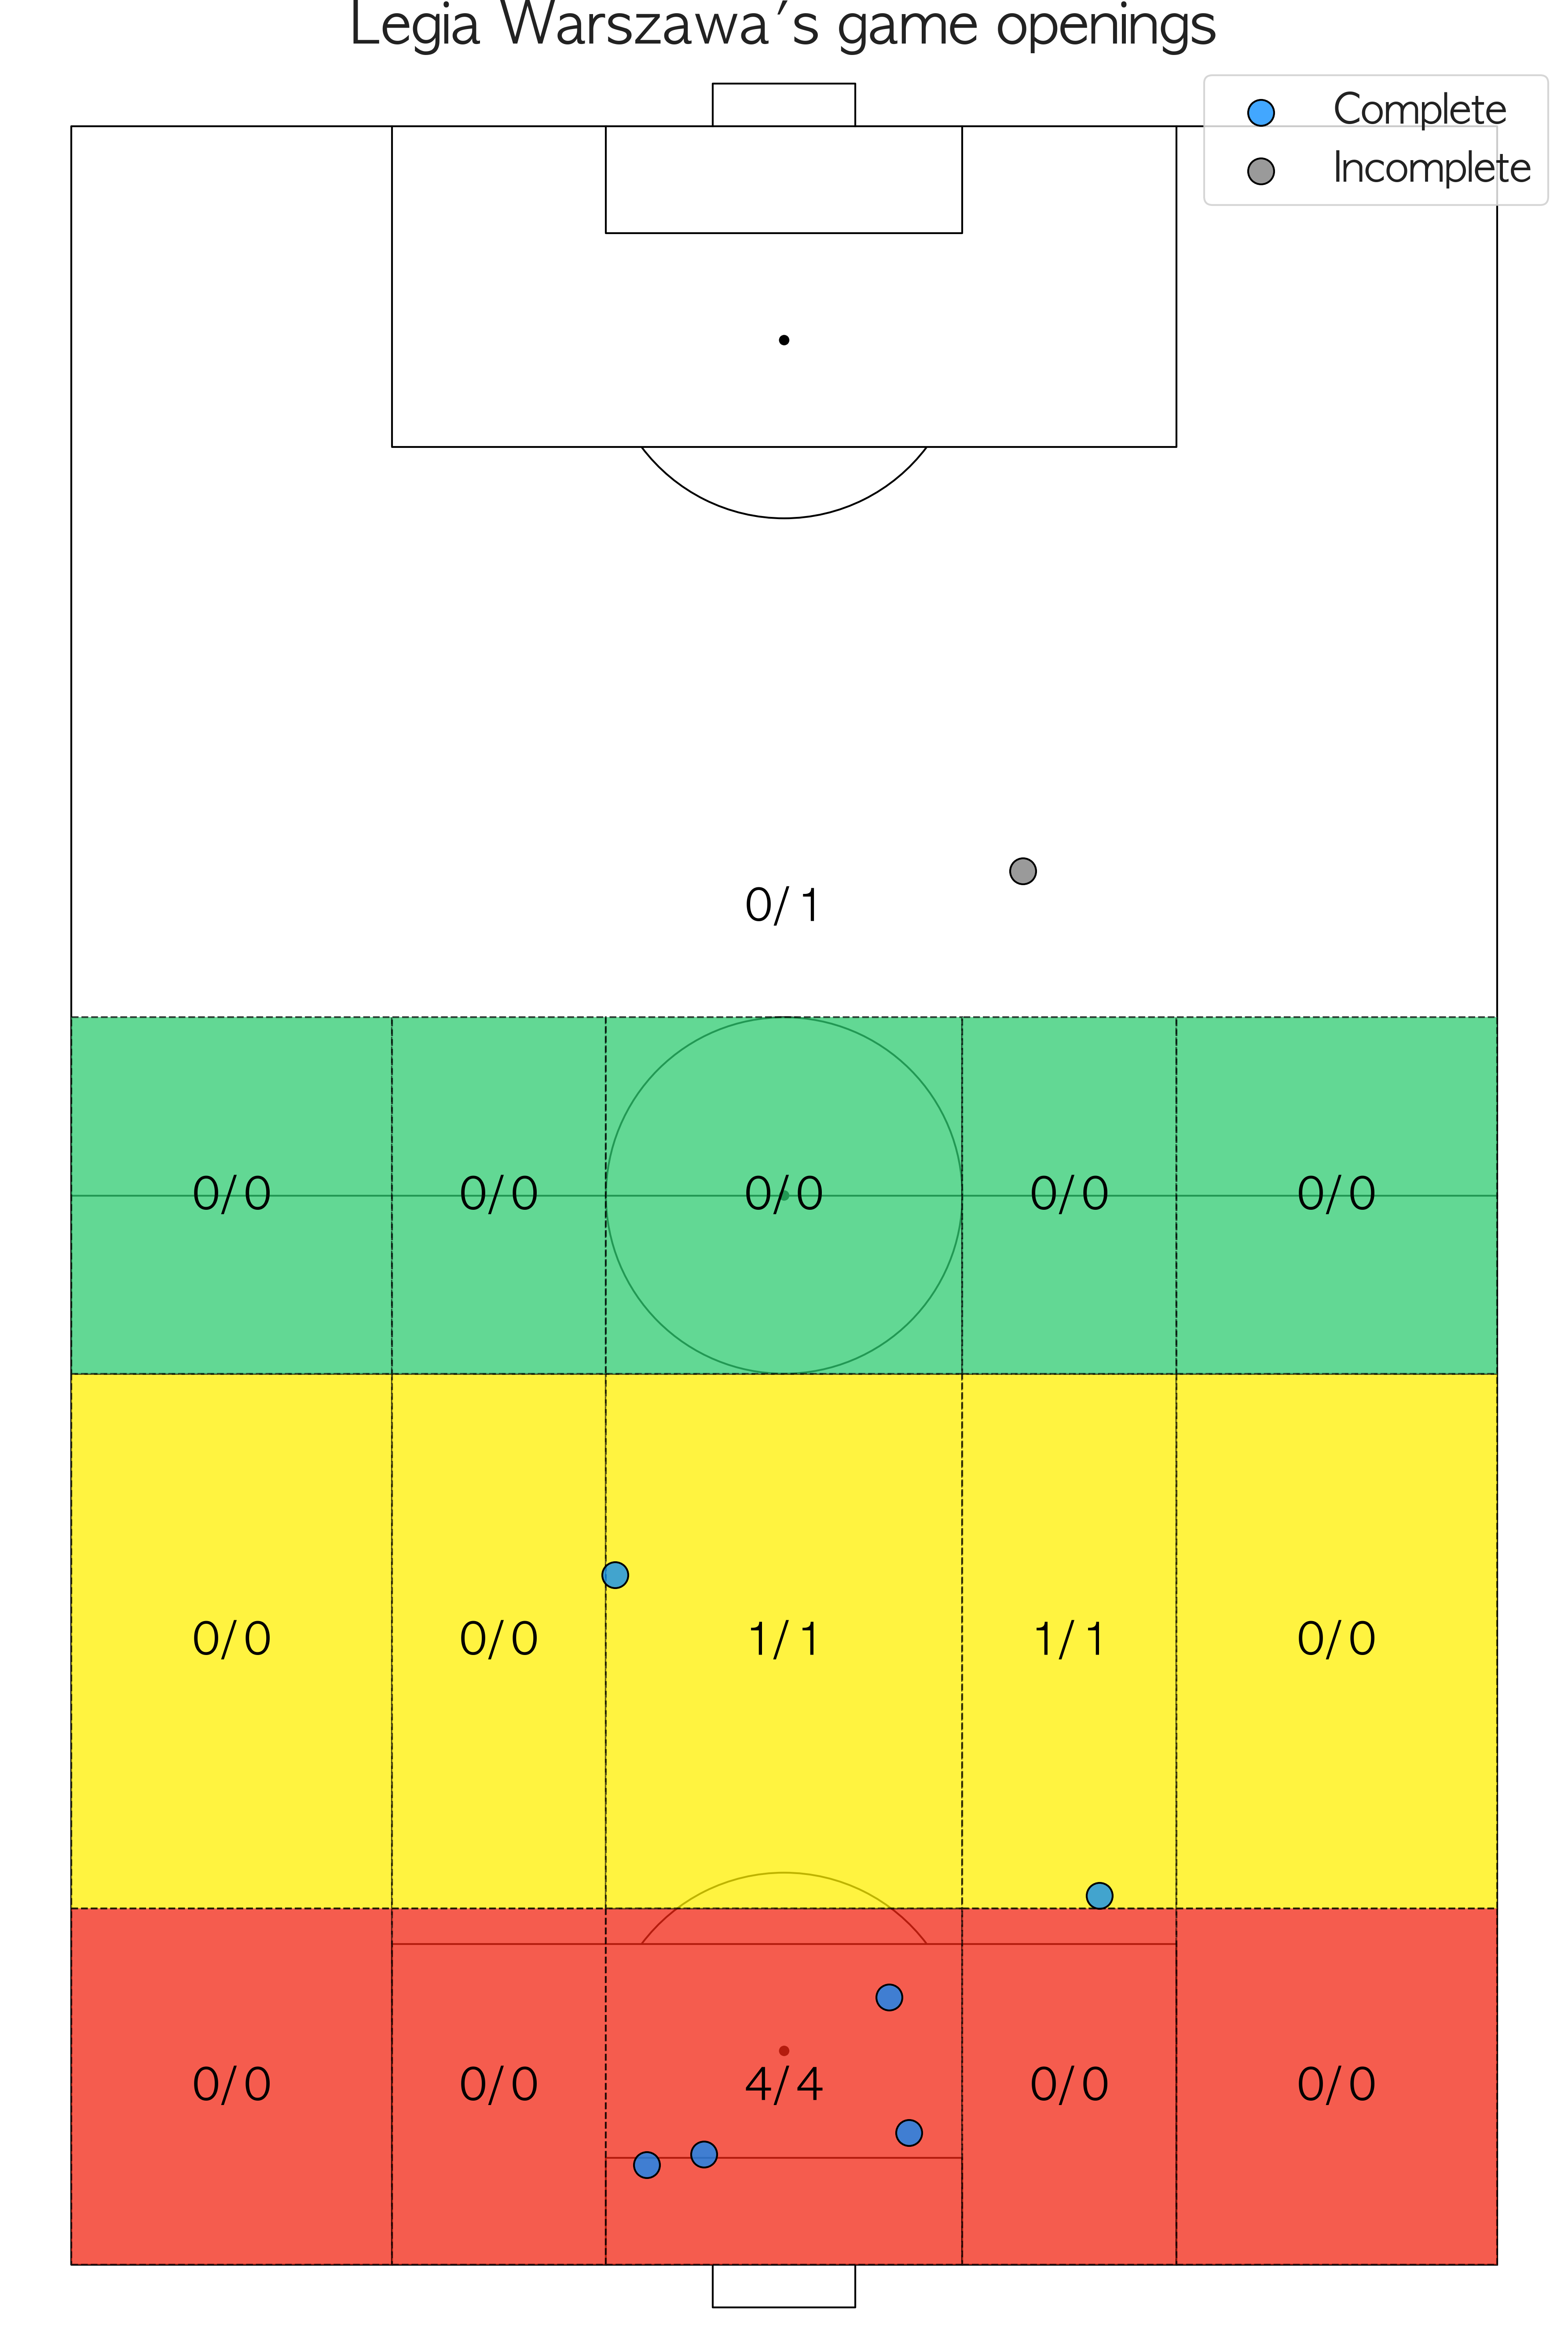 Legia Warszawa´s game openings
Complete
Incomplete
0/1
0/0 0/0 0/0 0/0 0/0
0/0 0/0 1/1 1/1 0/0
0/0 0/0 4/4 0/0 0/0